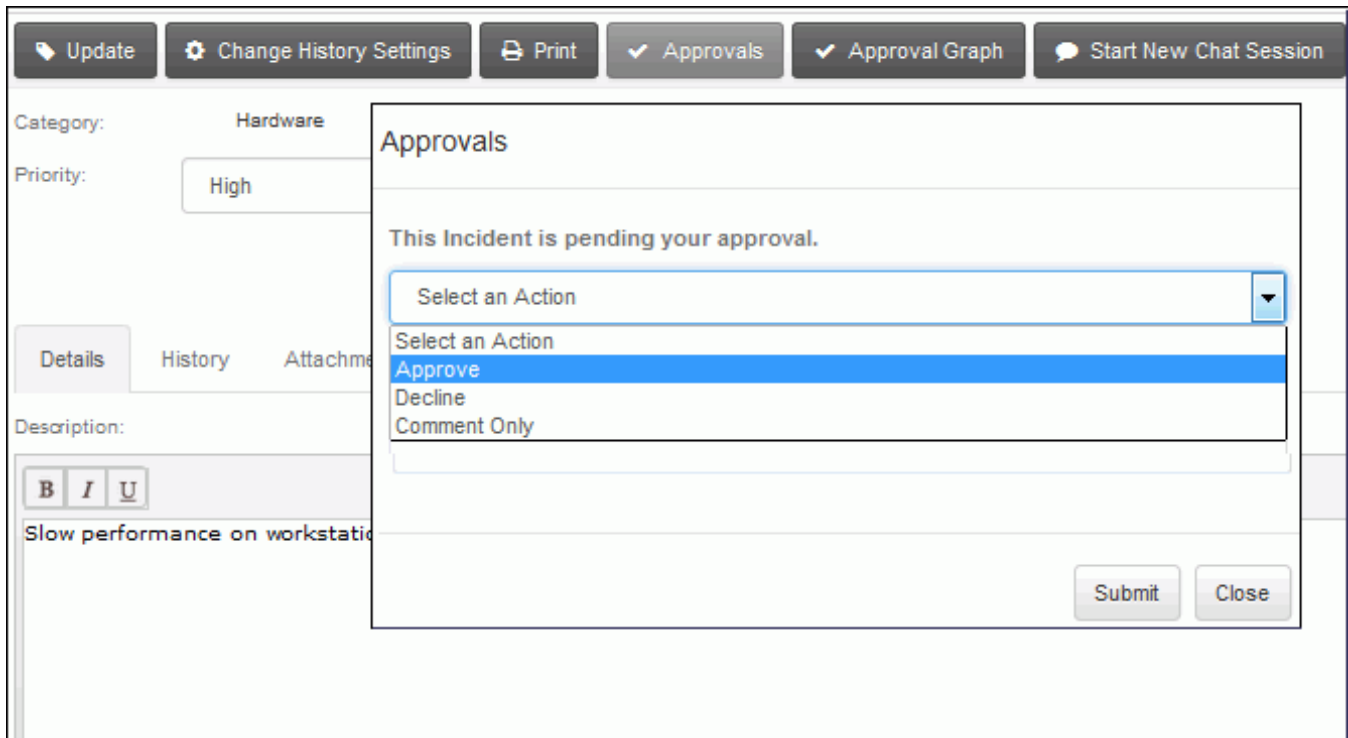 Update Change History Settings Print Approvals Approval Graph Start New Chat Session
Category: Hardware
Approvals
Priority: High
This Incident is pending your approval.
Select an Action
Select an Action
Approve
Decline
Comment Only
Details History
Description:
B I U
Slow performance on
Submit Close